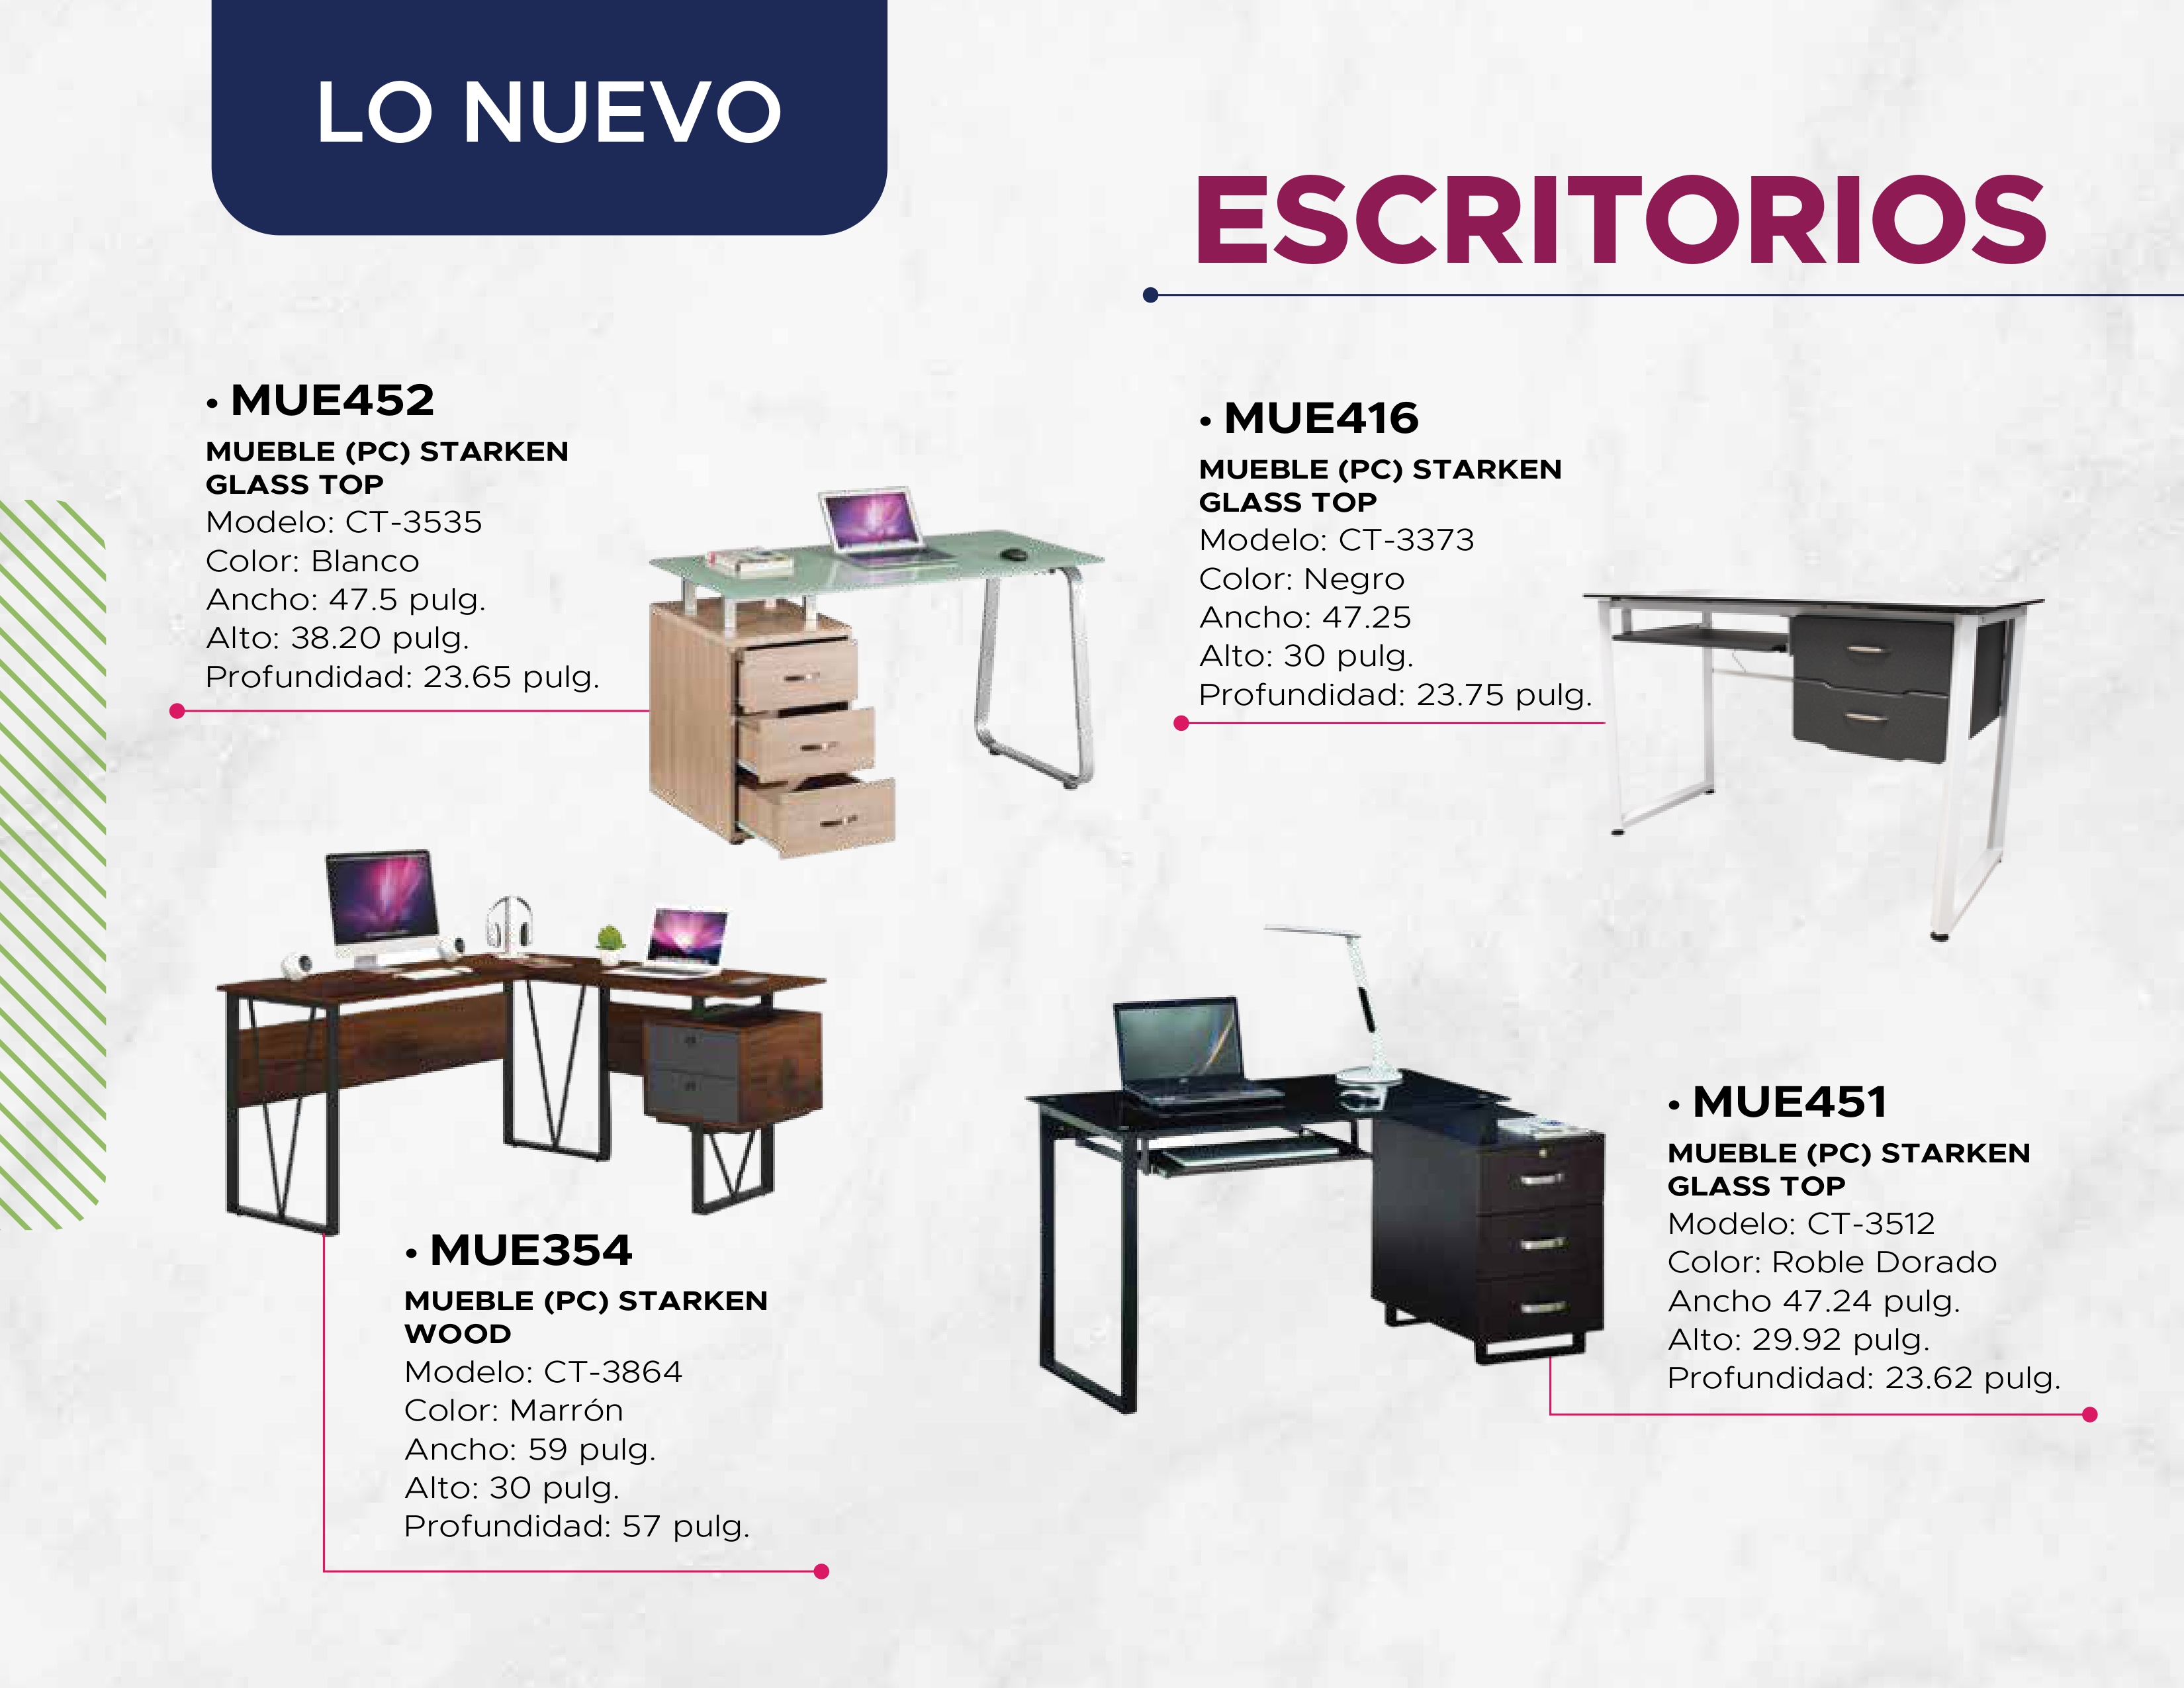 LO NUEVO
ESCRITORIOS
• MUE452
MUEBLE (PC) STARKEN
GLASS TOP
Modelo: CT-3535
Color: Blanco
Ancho: 47.5 pulg.
Alto: 38.20 pulg.
Profundidad: 23.65 pulg.
• MUE416
MUEBLE (PC) STARKEN
GLASS TOP
Modelo: CT-3373
Color: Negro
Ancho: 47.25
Alto: 30 pulg.
Profundidad: 23.75 pulg.
• MUE354
MUEBLE (PC) STARKEN
WOOD
Modelo: CT-3864
Color: Marrón
Ancho: 59 pulg.
Alto: 30 pulg.
Profundidad: 57 pulg.
• MUE451
MUEBLE (PC) STARKEN
GLASS TOP
Modelo: CT-3512
Color: Roble Dorado
Ancho 47.24 pulg.
Alto: 29.92 pulg.
Profundidad: 23.62 pulg.